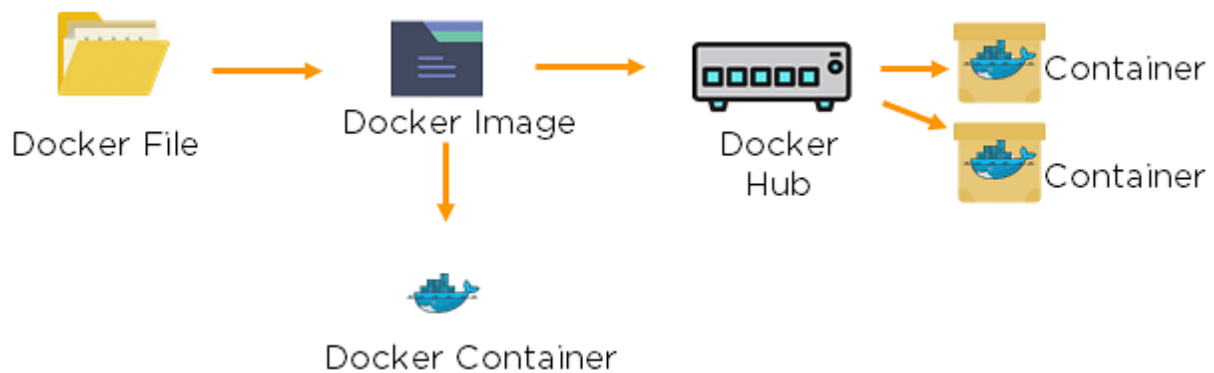 Docker File
Docker Image
Docker
Hub
Container
Container
Docker Container